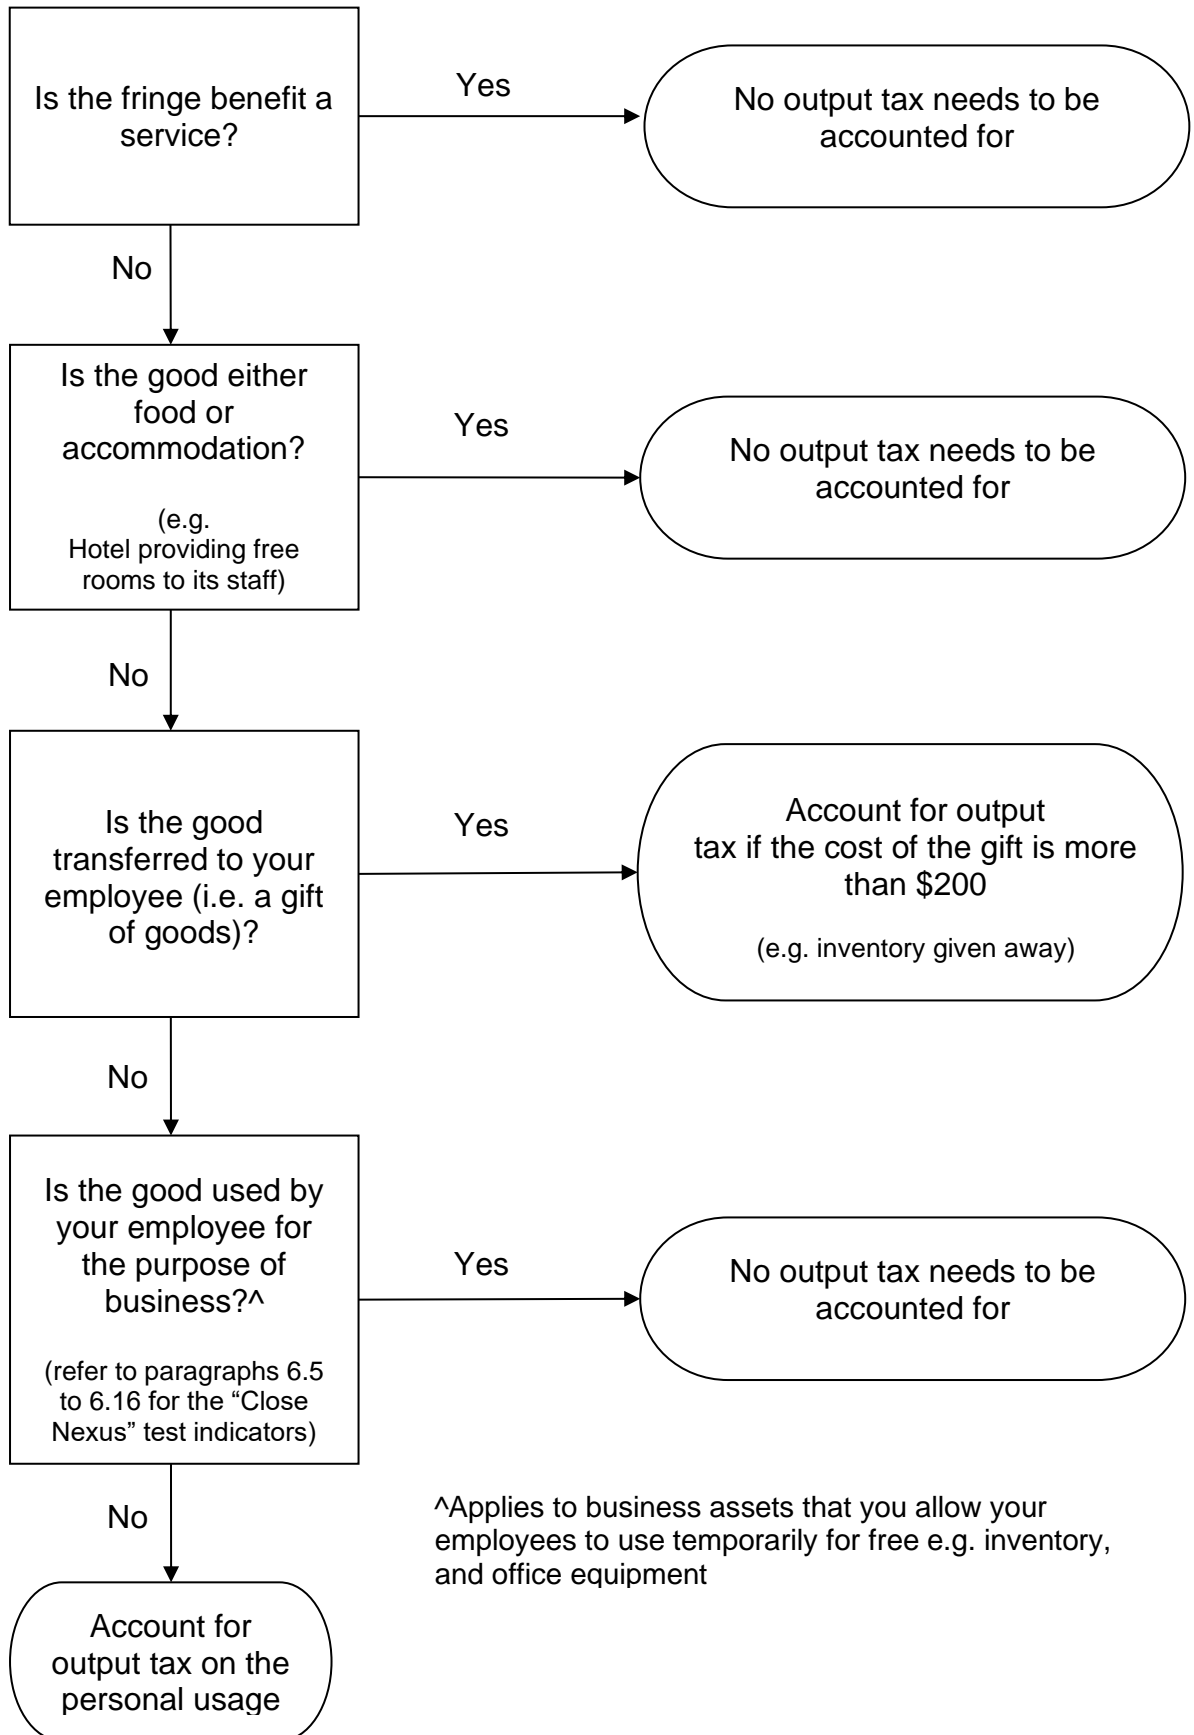 Is the fringe benefit a
service?
Yes
No output tax needs to be
accounted for
No
Is the good either
food or
accommodation?
(e.g.
Hotel providing free
rooms to its staff)
Yes
No output tax needs to be
accounted for
No
Is the good
transferred to your
employee (i.e. a gift
of goods)?
Yes
Account for output
tax if the cost of the gift is more
than $200
(e.g. inventory given away)
No
Is the good used by
your employee for
the purpose of
business?^
(refer to paragraphs 6.5
to 6.16 for the “Close
Nexus” test indicators)
Yes
No output tax needs to be
accounted for
No
^Applies to business assets that you allow your
employees to use temporarily for free e.g. inventory,
and office equipment
Account for
output tax on the
personal usage